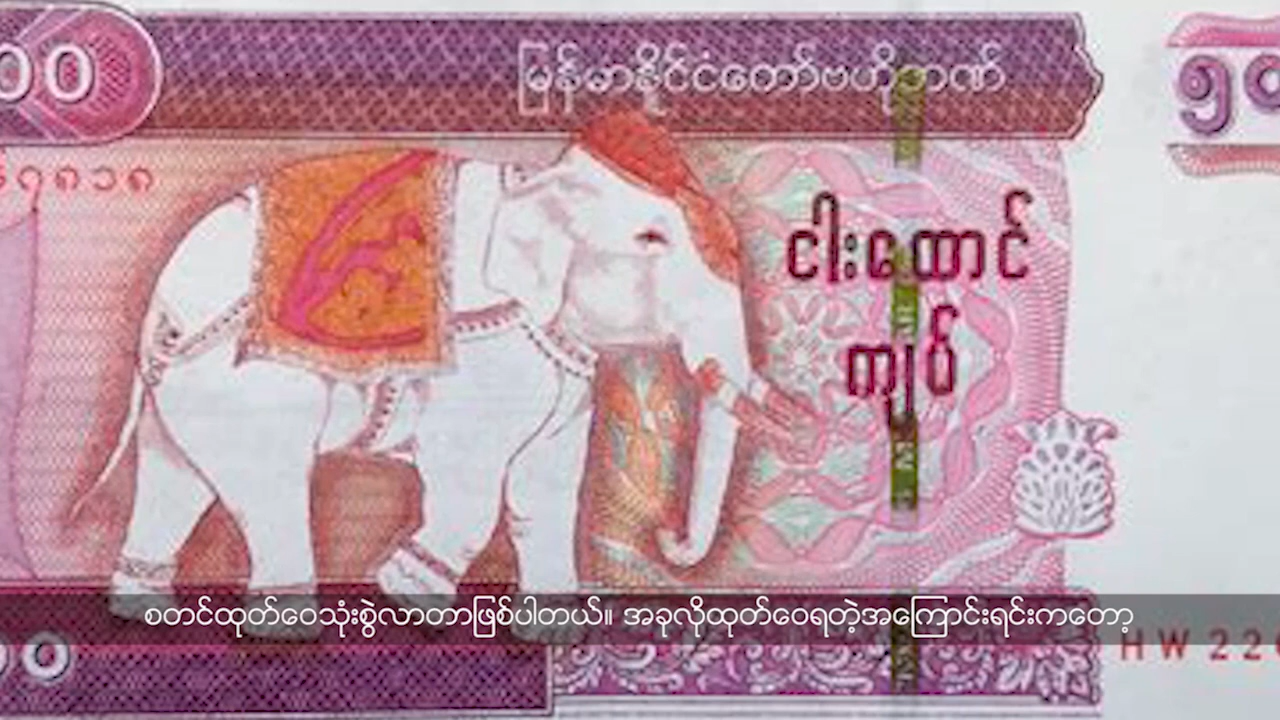 မြန်မာနိုင်ငံတော်ဗဟိုဘဏ်
ငါးထောင်
ကျပ်
စတင်ထုတ်ဝေသုံးစွဲလာတာဖြစ်ပါတယ်။ အခုလိုထုတ်ဝေရတဲ့အကြောင်းရင်းကတော့